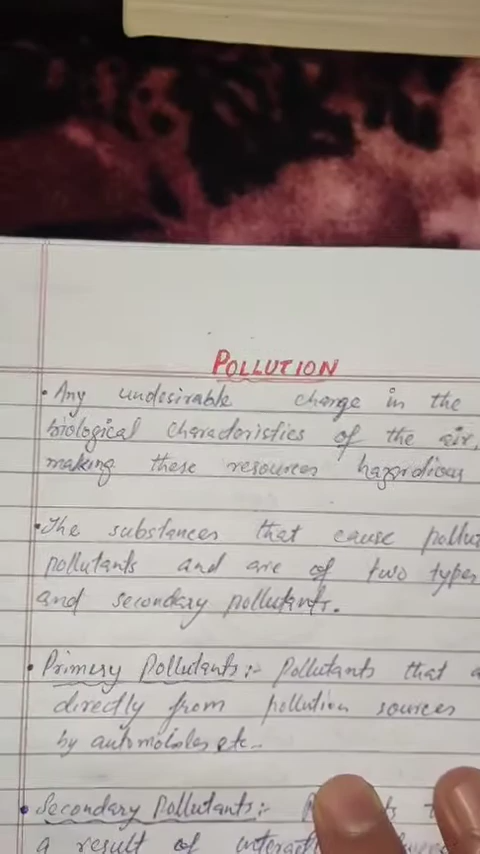 POLLUTION
• Any undesirable change in the
biological characteristics of the air,
making these resources hazardious
• The substances that cause
pollutants and are of two types
and secondary pollutants.
• Primary Pollutants:- Pollutants that
directly from pollution sources
by automobiles etc.
• Secondary Pollutants:-
a result of